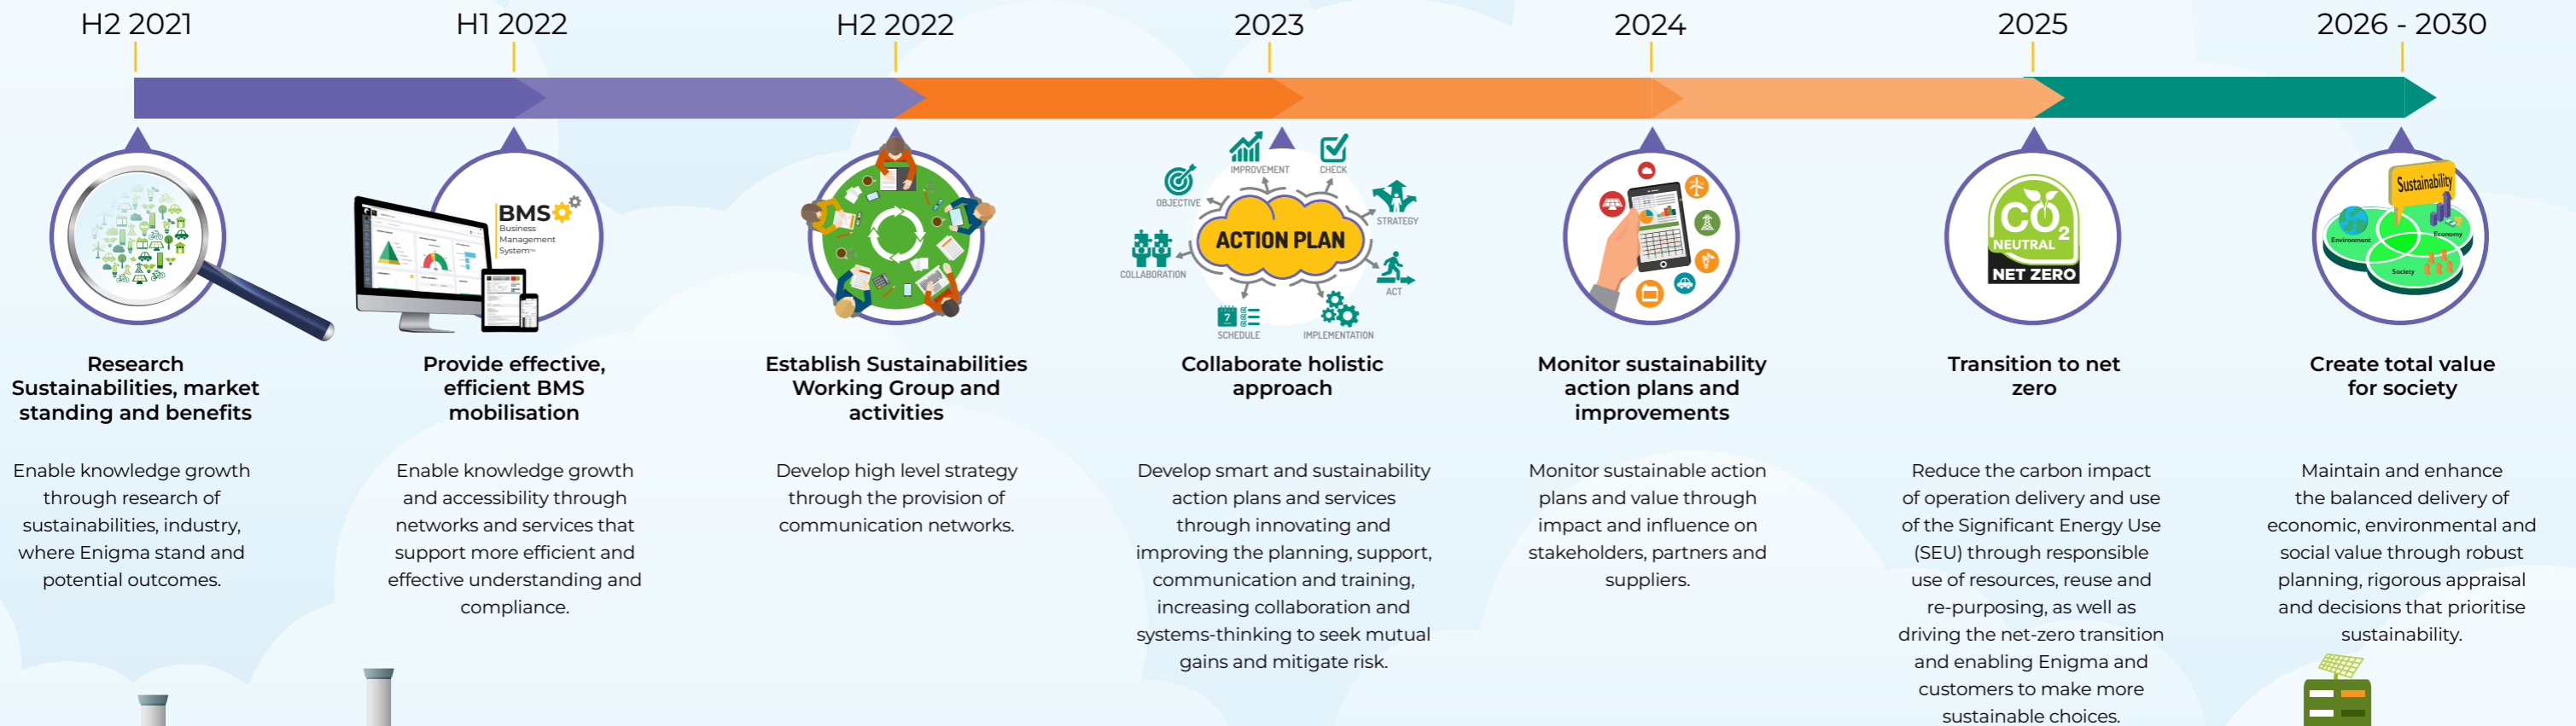 H2 2021
H1 2022
H2 2022
2023
2024
2025
2026 - 2030
BMS
Business
Management
System™
IMPROVEMENT
CHECK
OBJECTIVE
STRATEGY
ACTION PLAN
COLLABORATION
ACT
SCHEDULE
7
IMPLEMENTATION
CO2
NEUTRAL
NET ZERO
Sustainability
Environment
Economy
Society
Research
Sustainabilities, market
standing and benefits
Enable knowledge growth
through research of
sustainabilities, industry,
where Enigma stand and
potential outcomes.
Provide effective,
efficient BMS
mobilisation
Enable knowledge growth
and accessibility through
networks and services that
support more efficient and
effective understanding and
compliance.
Establish Sustainabilities
Working Group and
activities
Develop high level strategy
through the provision of
communication networks.
Collaborate holistic
approach
Develop smart and sustainability
action plans and services
through innovating and
improving the planning, support,
communication and training,
increasing collaboration and
systems-thinking to seek mutual
gains and mitigate risk.
Monitor sustainability
action plans and
improvements
Monitor sustainable action
plans and value through
impact and influence on
stakeholders, partners and
suppliers.
Transition to net
zero
Reduce the carbon impact
of operation delivery and use
of the Significant Energy Use
(SEU) through responsible
use of resources, reuse and
re-purposing, as well as
driving the net-zero transition
and enabling Enigma and
customers to make more
sustainable choices.
Create total value
for society
Maintain and enhance
the balanced delivery of
economic, environmental and
social value through robust
planning, rigorous appraisal
and decisions that prioritise
sustainability.